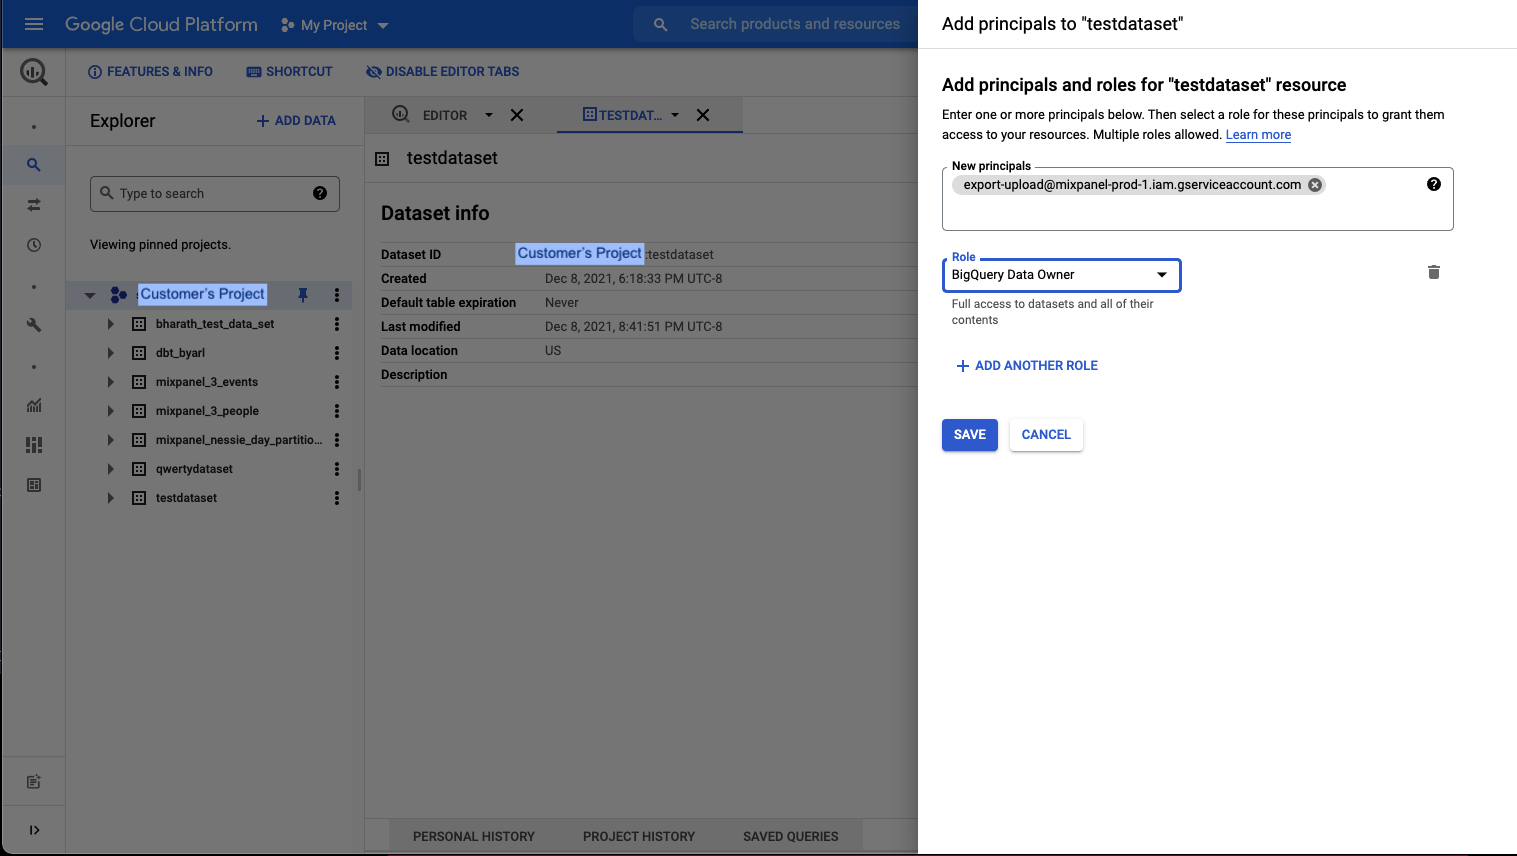 Google Cloud Platform
My Project
Search products and resources
FEATURES & INFO
SHORTCUT
DISABLE EDITOR TABS
Explorer
ADD DATA
Type to search
Viewing pinned projects.
Customer's Project
bharath_test_data_set
dbt_byarl
mixpanel_3_events
mixpanel_3_people
mixpanel_nessie_day_partitio...
qwertydataset
testdataset
EDITOR
TESTDAT...
testdataset
Dataset info
Dataset ID Customer's Project :testdataset
Created Dec 8, 2021, 6:18:33 PM UTC-8
Default table expiration Never
Last modified Dec 8, 2021, 8:41:51 PM UTC-8
Data location US
Description
PERSONAL HISTORY
PROJECT HISTORY
SAVED QUERIES
Add principals to "testdataset"
Add principals and roles for "testdataset" resource
Enter one or more principals below. Then select a role for these principals to grant them
access to your resources. Multiple roles allowed. Learn more
New principals
export-upload@mixpanel-prod-1.iam.gserviceaccount.com
Role
BigQuery Data Owner
Full access to datasets and all of their
contents
ADD ANOTHER ROLE
SAVE
CANCEL